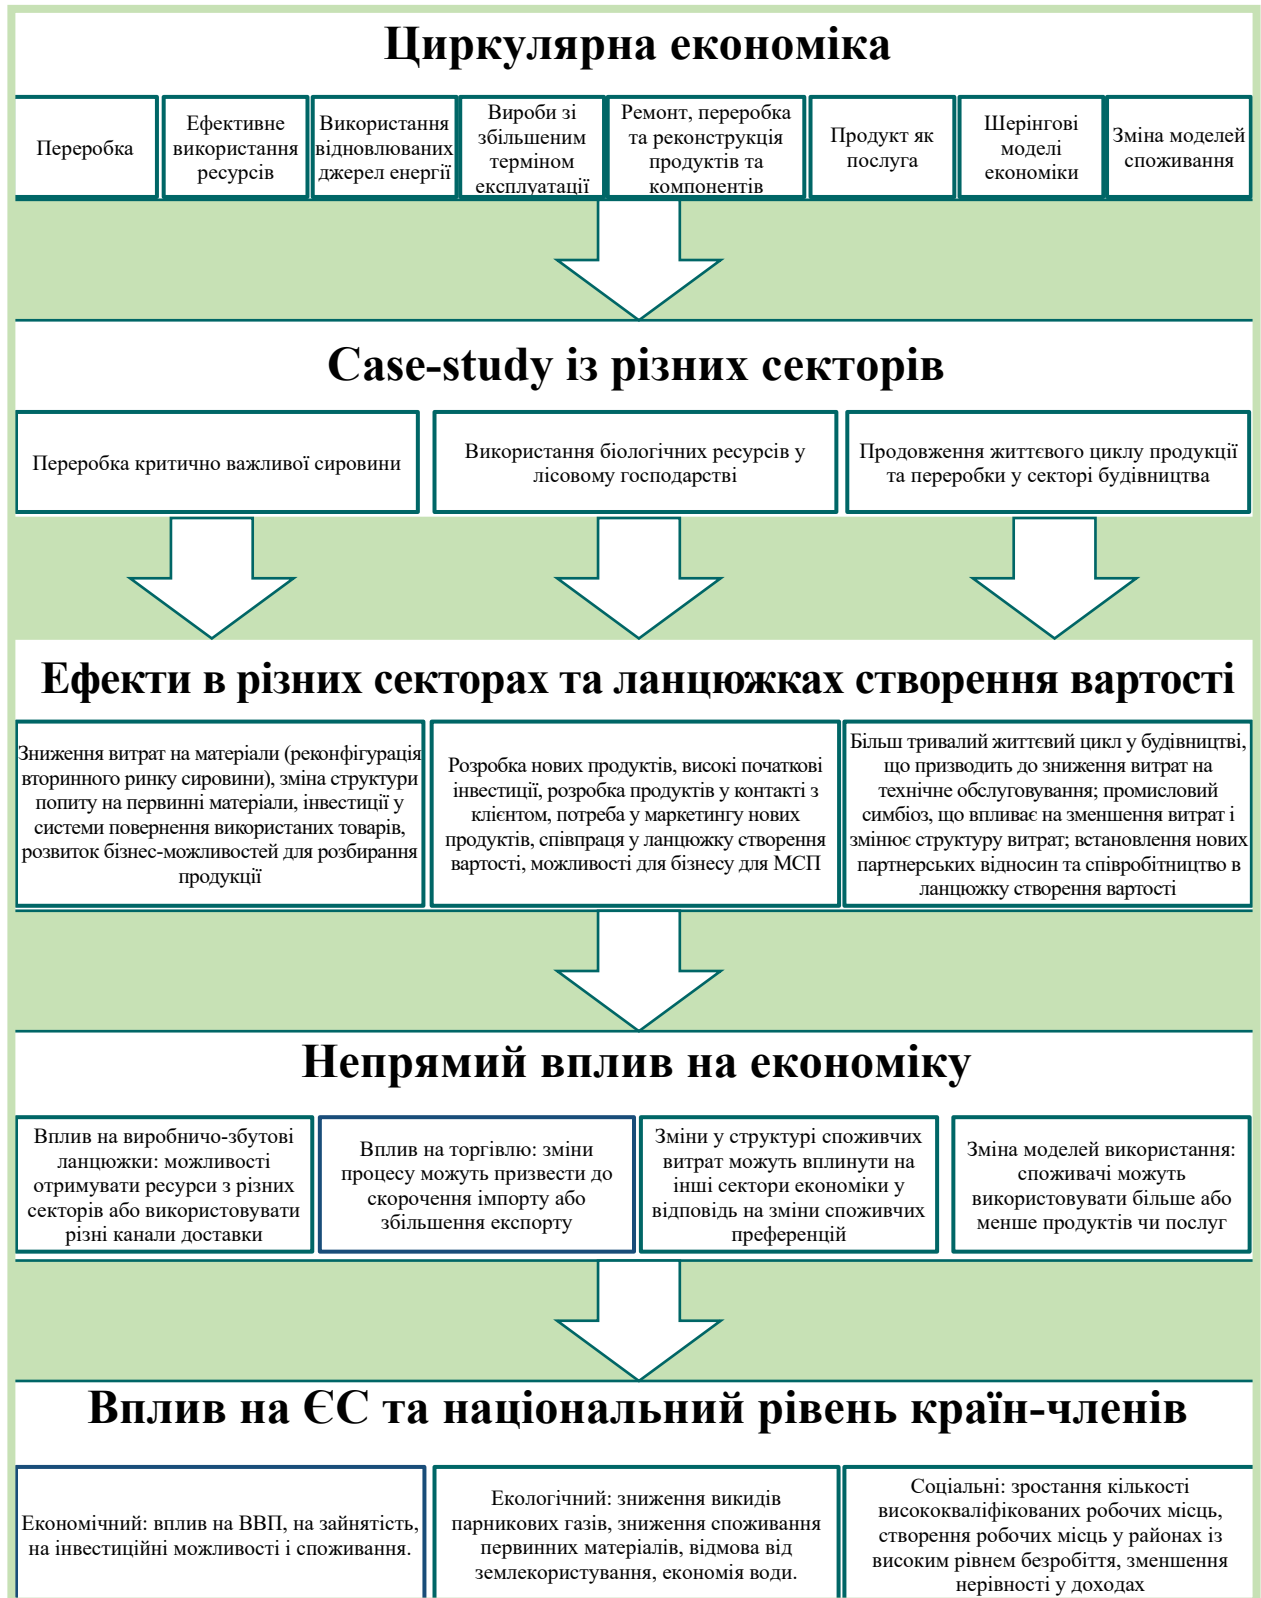 Циркулярна економіка
Переробка
Ефективне
використання
ресурсів
Використання
відновлюваних
джерел енергії
Вироби зі
збільшеним
терміном
експлуатації
Ремонт, переробка
та реконструкція
продуктів та
компонентів
Продукт як
послуга
Шерінгові
моделі
економіки
Зміна моделей
споживання
Case-study із різних секторів
Переробка критично важливої сировини
Використання біологічних ресурсів у
лісовому господарстві
Продовження життєвого циклу продукції
та переробки у секторі будівництва
Ефекти в різних секторах та ланцюжках створення вартості
Зниження витрат на матеріали (реконфігурація
вторинного ринку сировини), зміна структури
попиту на первинні матеріали, інвестиції у
системи повернення використаних товарів,
розвиток бізнес-можливостей для розбирання
продукції
Розробка нових продуктів, високі початкові
інвестиції, розробка продуктів у контакті з
клієнтом, потреба у маркетингу нових
продуктів, співпраця у ланцюжку створення
вартості, можливості для бізнесу для МСП
Більш тривалий життєвий цикл у будівництві,
що призводить до зниження витрат на
технічне обслуговування; промисловий
симбіоз, що впливає на зменшення витрат і
змінює структуру витрат; встановлення нових
партнерських відносин та співробітництво в
ланцюжку створення вартості
Непрямий вплив на економіку
Вплив на виробничо-збутові
ланцюжки: можливості
отримувати ресурси з різних
секторів або використовувати
різні канали доставки
Вплив на торгівлю: зміни
процесу можуть призвести до
скорочення імпорту або
збільшення експорту
Зміни у структурі споживчих
витрат можуть вплинути на
інші сектори економіки у
відповідь на зміни споживчих
преференцій
Зміна моделей використання:
споживачі можуть
використовувати більше або
менше продуктів чи послуг
Вплив на ЄС та національний рівень країн-членів
Економічний: вплив на ВВП, на зайнятість,
на інвестиційні можливості і споживання.
Екологічний: зниження викидів
парникових газів, зниження споживання
первинних матеріалів, відмова від
землекористування, економія води.
Соціальні: зростання кількості
висококваліфікованих робочих місць,
створення робочих місць у районах із
високим рівнем безробіття, зменшення
нерівності у доходах